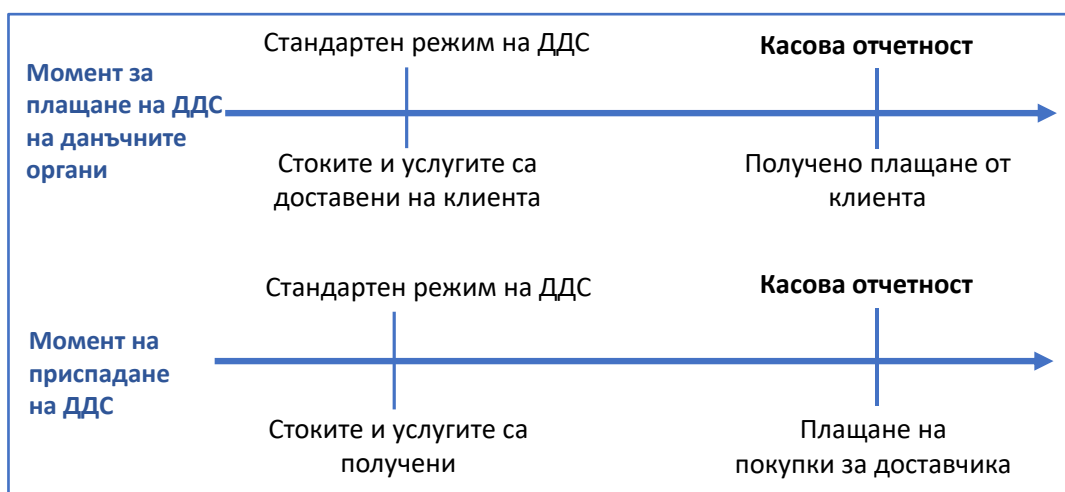 Стандартен режим на ДДС
Касова отчетност
Момент за
плащане на ДДС
на данъчните
органи
Стоките и услугите са
доставени на клиента
Получено плащане от
клиента
Стандартен режим на ДДС
Касова отчетност
Момент на
приспадане
на ДДС
Стоките и услугите са
получени
Плащане на
покупки за доставчика